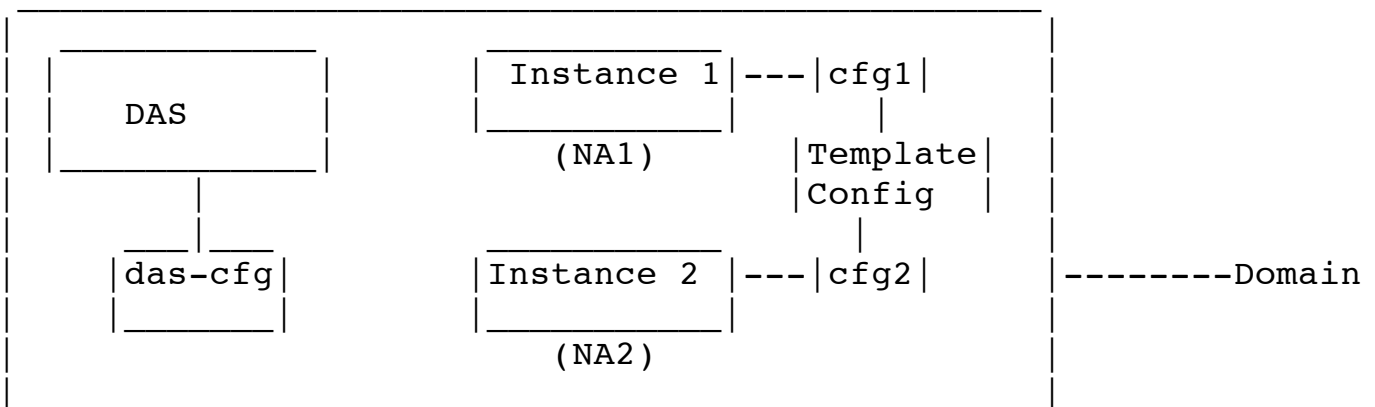 Instance 1 --- cfg1
DAS
(NA1) Template
Config
das-cfg Instance 2 --- cfg2 --------Domain
(NA2)